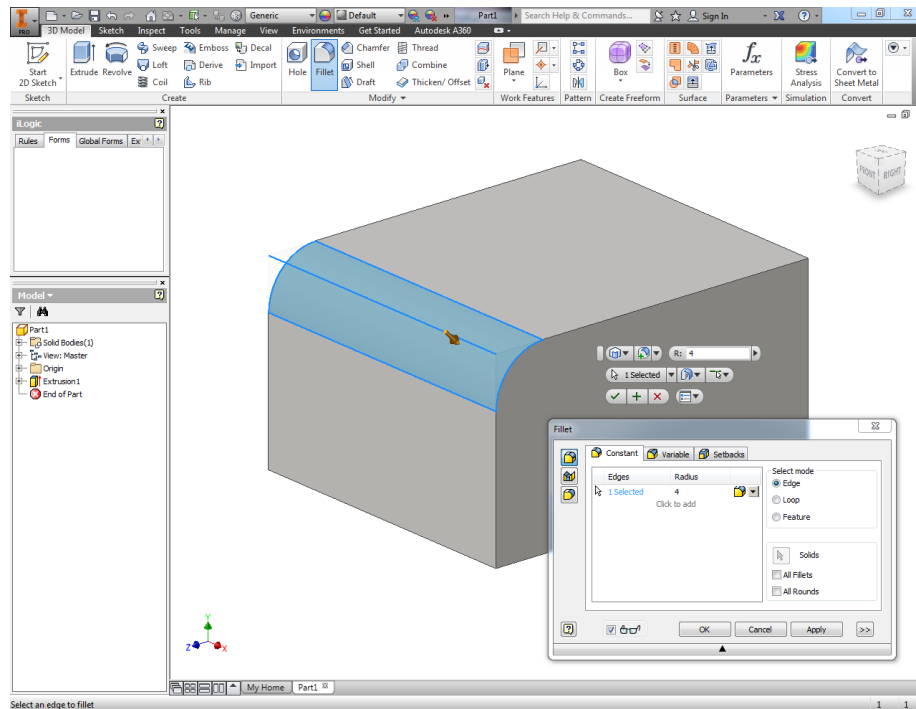 Generic Default Part1 Search Help & Commands... Sign In
PRO 3D Model Sketch Inspect Tools Manage View Environments Get Started Autodesk A360
Start 2D Sketch Extrude Revolve Sweep Emboss Decal
Loft Derive Import
Coil Rib
Hole Fillet Chamfer Thread
Shell Combine
Draft Thicken/ Offset
Plane Box fx Parameters Stress Analysis Convert to Sheet Metal
Sketch Create Modify Work Features Pattern Create Freeform Surface Parameters Simulation Convert
iLogic
Rules Forms Global Forms Ex
Model
Part1
Solid Bodies(1)
View: Master
Origin
Extrusion1
End of Part
FRONT RIGHT
R: 4
1 Selected
Fillet
Constant Variable Setbacks
Edges Radius
1 Selected 4
Click to add
Select mode
Edge
Loop
Feature
Solids
All Fillets
All Rounds
OK Cancel Apply >>
Y
Z X
My Home Part1
Select an edge to fillet 1 1